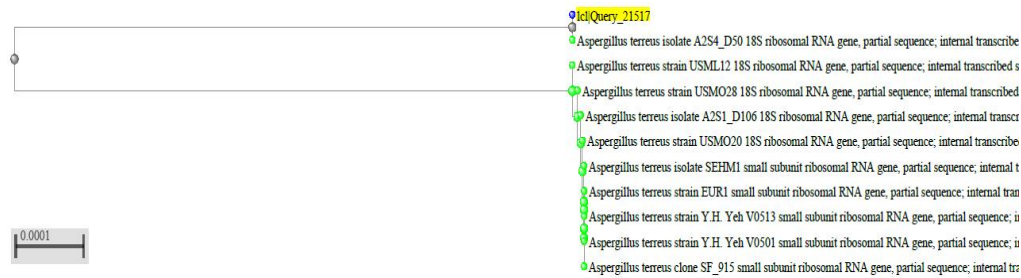 lcl|Query_21517
Aspergillus terreus isolate A2S4_D50 18S ribosomal RNA gene, partial sequence; internal transcribe
Aspergillus terreus strain USML12 18S ribosomal RNA gene, partial sequence; internal transcribed s
Aspergillus terreus strain USMO28 18S ribosomal RNA gene, partial sequence; internal transcribed
Aspergillus terreus isolate A2S1_D106 18S ribosomal RNA gene, partial sequence; internal transcr
Aspergillus terreus strain USMO20 18S ribosomal RNA gene, partial sequence; internal transcribe
Aspergillus terreus isolate SEHM1 small subunit ribosomal RNA gene, partial sequence; internal t
Aspergillus terreus strain EUR1 small subunit ribosomal RNA gene, partial sequence; internal tran
Aspergillus terreus strain Y.H. Yeh V0513 small subunit ribosomal RNA gene, partial sequence; i
Aspergillus terreus strain Y.H. Yeh V0501 small subunit ribosomal RNA gene, partial sequence; i
Aspergillus terreus clone SF_915 small subunit ribosomal RNA gene, partial sequence; internal tra
0.0001